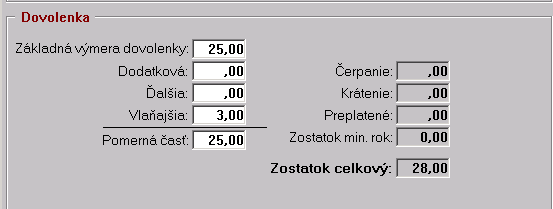 Dovolenka
Základná výmera dovolenky: 25,00
Dodatková: ,00
Ďalšia: ,00
Vlaňajšia: 3,00
Pomerná časť: 25,00
Čerpanie: ,00
Krátenie: ,00
Preplatené: ,00
Zostatok min. rok: 0,00
Zostatok celkový: 28,00